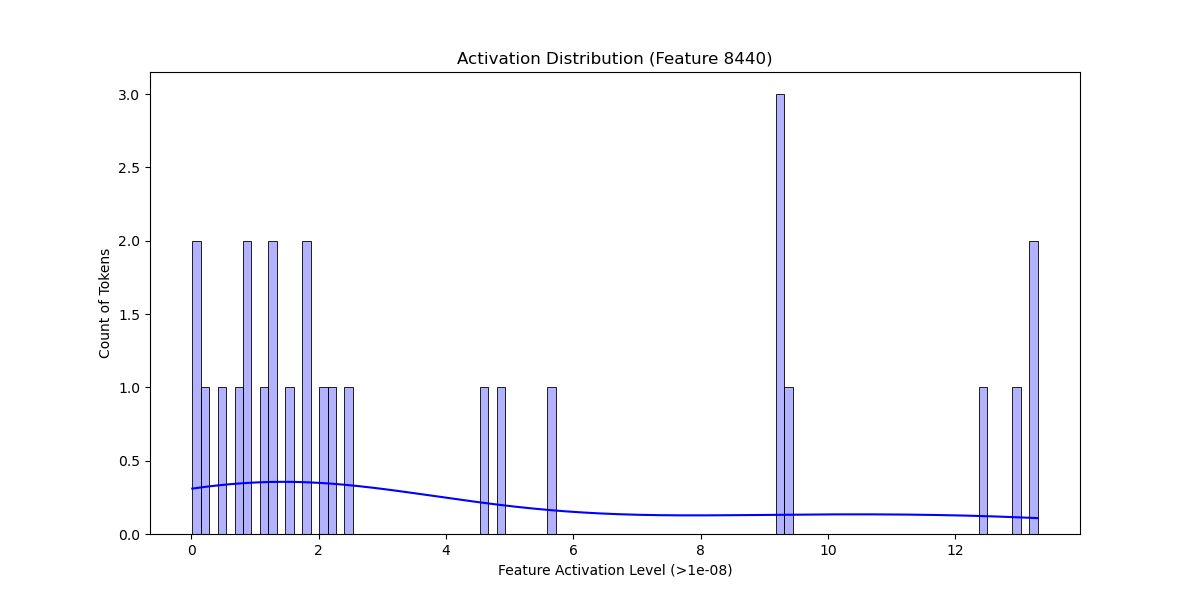 Activation Distribution (Feature 8440)
3.0
2.5
2.0
1.5
1.0
0.5
0.0
Count of Tokens
0 2 4 6 8 10 12
Feature Activation Level (>1e-08)